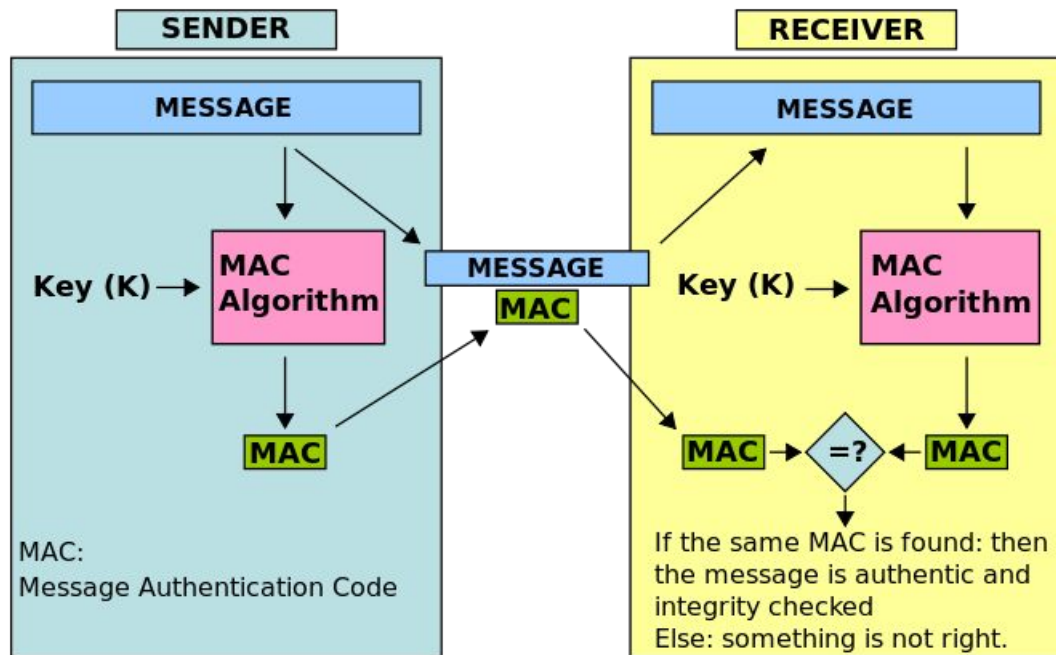 SENDER
RECEIVER
MESSAGE
MESSAGE
MAC
Algorithm
Key (K)
MESSAGE
MAC
Key (K)
MAC
Algorithm
MAC
MAC
=?
MAC
MAC:
Message Authentication Code
If the same MAC is found: then
the message is authentic and
integrity checked
Else: something is not right.